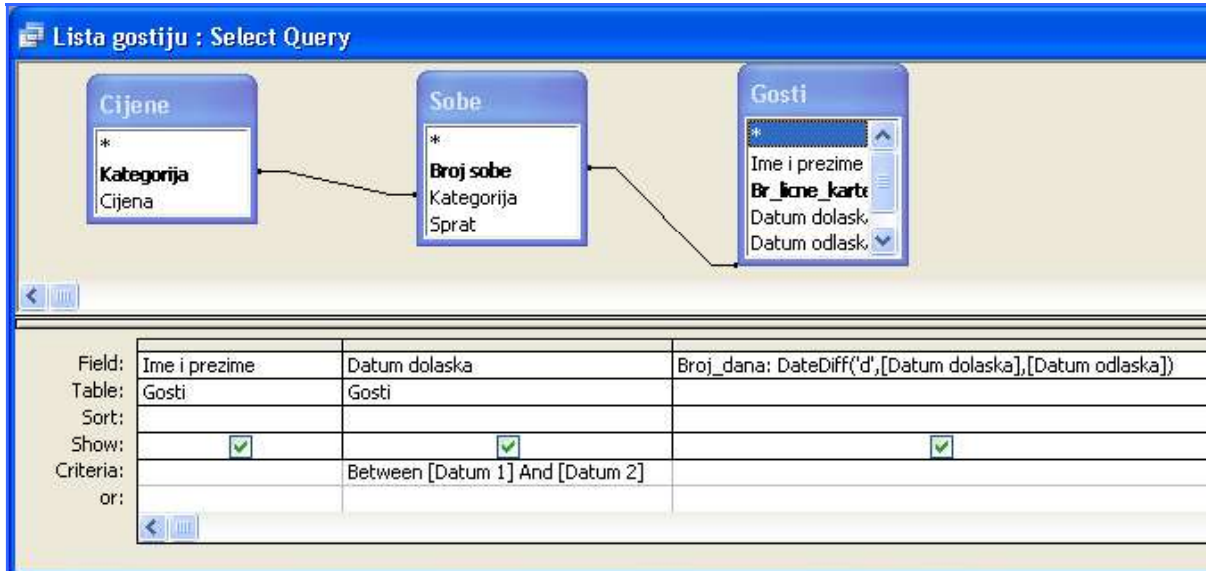 Lista gostiju : Select Query
Cijene
*
Kategorija
Cijena
Sobe
*
Broj sobe
Kategorija
Sprat
Gosti
*
Ime i prezime
Br_licne_karte
Datum dolask
Datum odlask
Field: Ime i prezime Datum dolaska Broj_dana: DateDiff('d',[Datum dolaska],[Datum odlaska])
Table: Gosti Gosti
Sort:
Show:
Criteria: Between [Datum 1] And [Datum 2]
or: